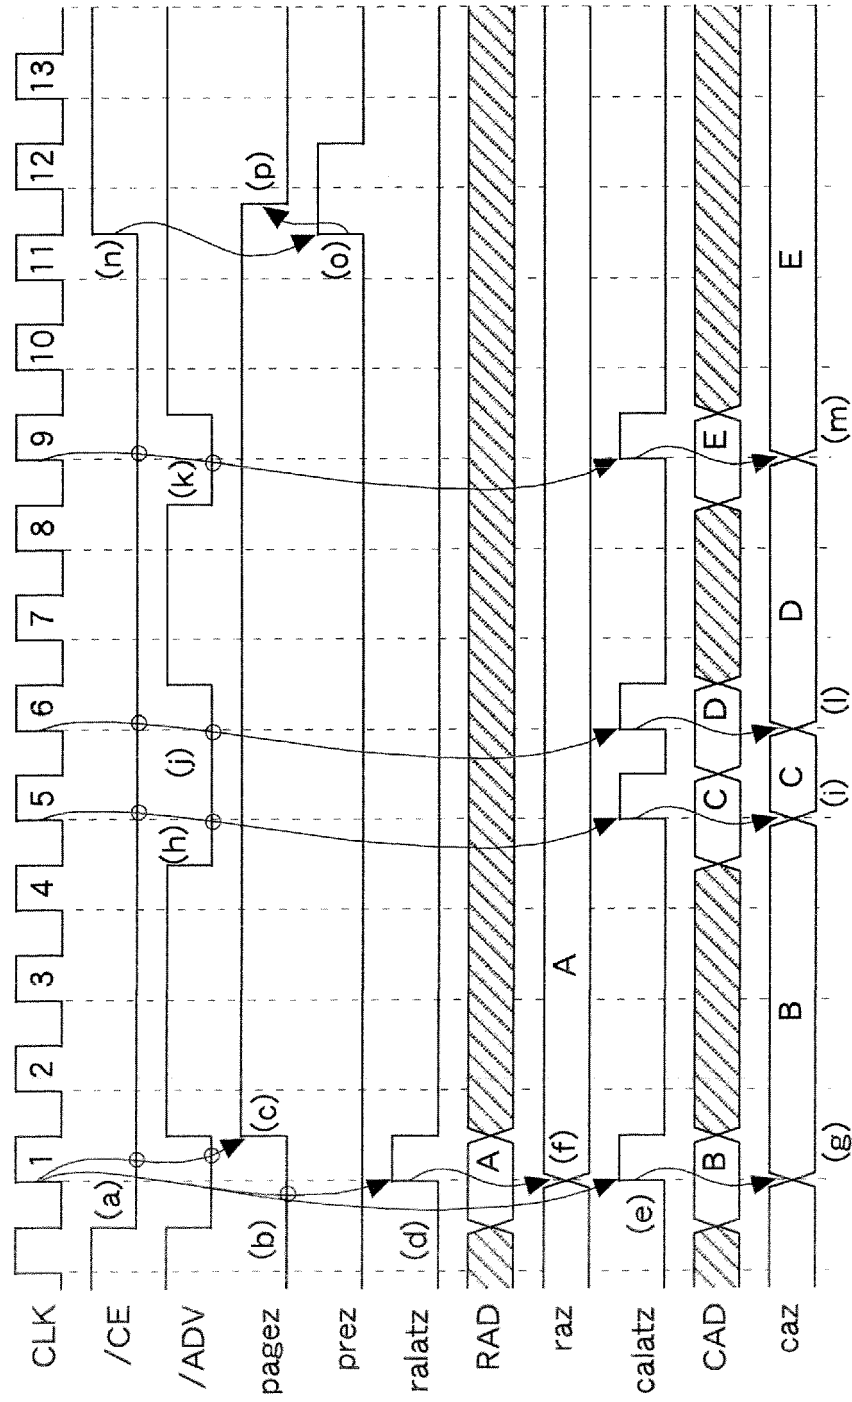 CLK 1 2 3 4 5 6 7 8 9 10 11 12 13
/CE (a) (n)
/ADV (h) (j) (k)
pagez (b) (c) (p)
prez (o)
ralatz (d)
RAD A
raz (f) A
calatz (e)
CAD B C D E
caz B C D E
(g) (i) (l) (m)